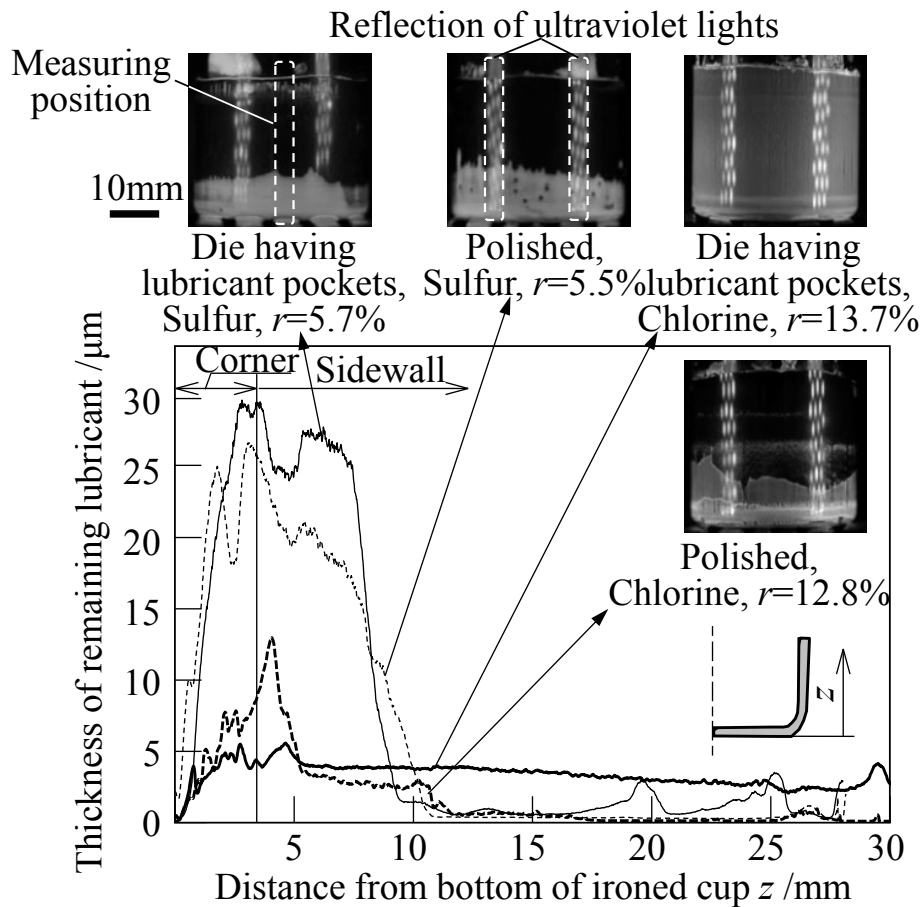 Reflection of ultraviolet lights
Measuring
position
10mm
Die having
lubricant pockets,
Sulfur, r=5.7%
Polished,
Sulfur, r=5.5%
Die having
lubricant pockets,
Chlorine, r=13.7%
Corner
Sidewall
Polished,
Chlorine, r=12.8%
z
Thickness of remaining lubricant /μm
30
25
20
15
10
5
0
5
10
15
20
25
30
Distance from bottom of ironed cup z /mm